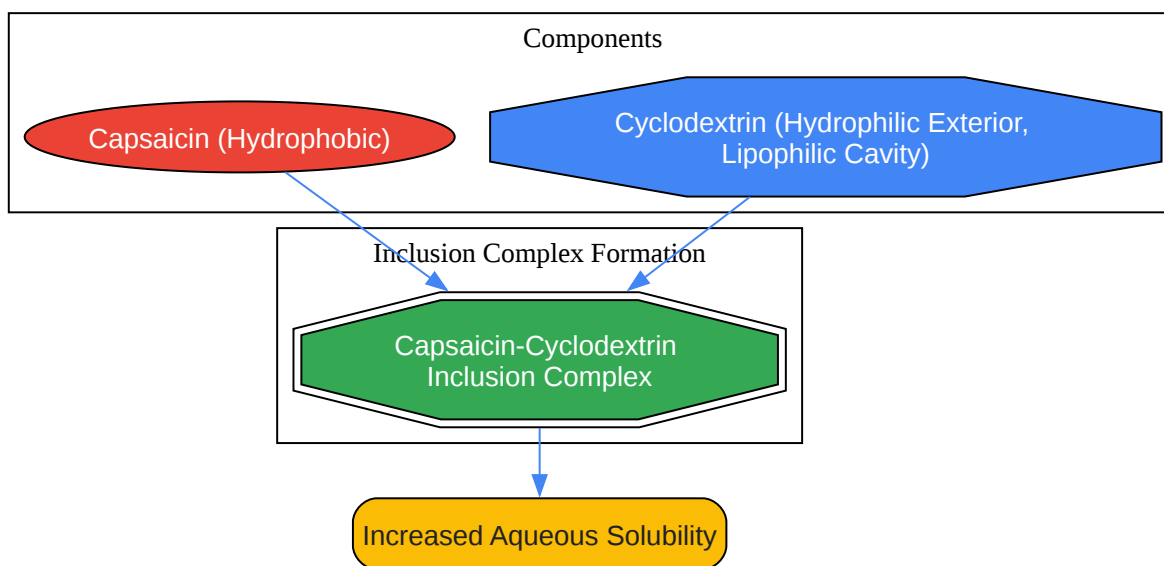 Components
Capsaicin (Hydrophobic)
Cyclodextrin (Hydrophilic Exterior,
Lipophilic Cavity)
Inclusion Complex Formation
Capsaicin-Cyclodextrin
Inclusion Complex
Increased Aqueous Solubility